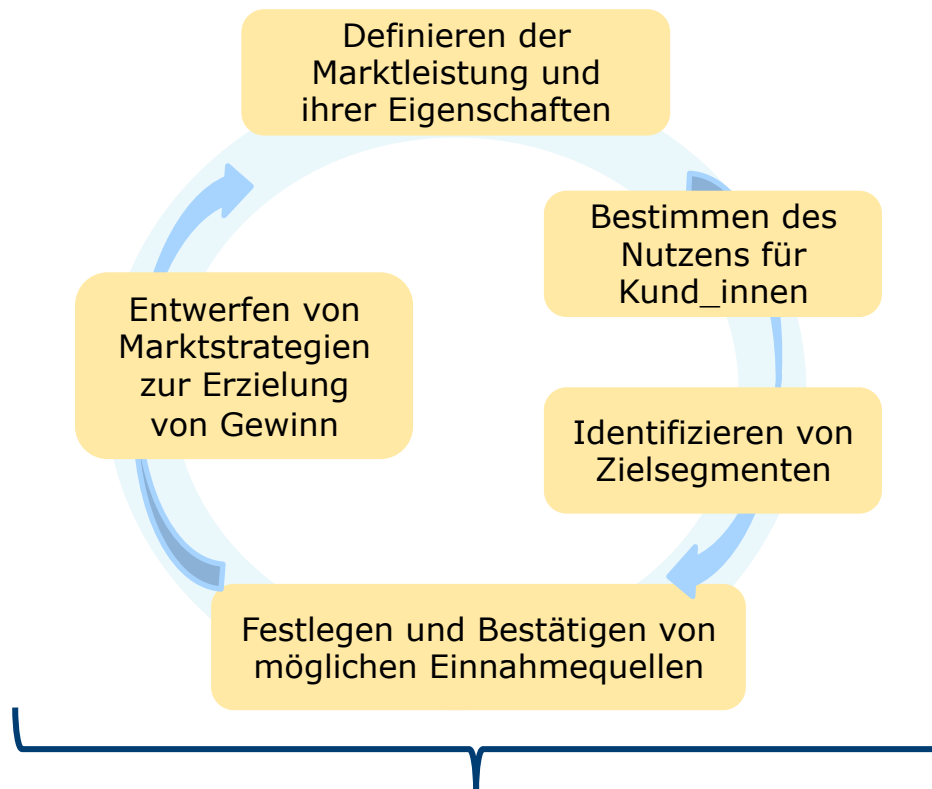 Definieren der
Marktleistung und
ihrer Eigenschaften
Bestimmen des
Nutzens für
Kund_innen
Identifizieren von
Zielsegmenten
Festlegen und Bestätigen von
möglichen Einnahmequellen
Entwerfen von
Marktstrategien
zur Erzielung
von Gewinn